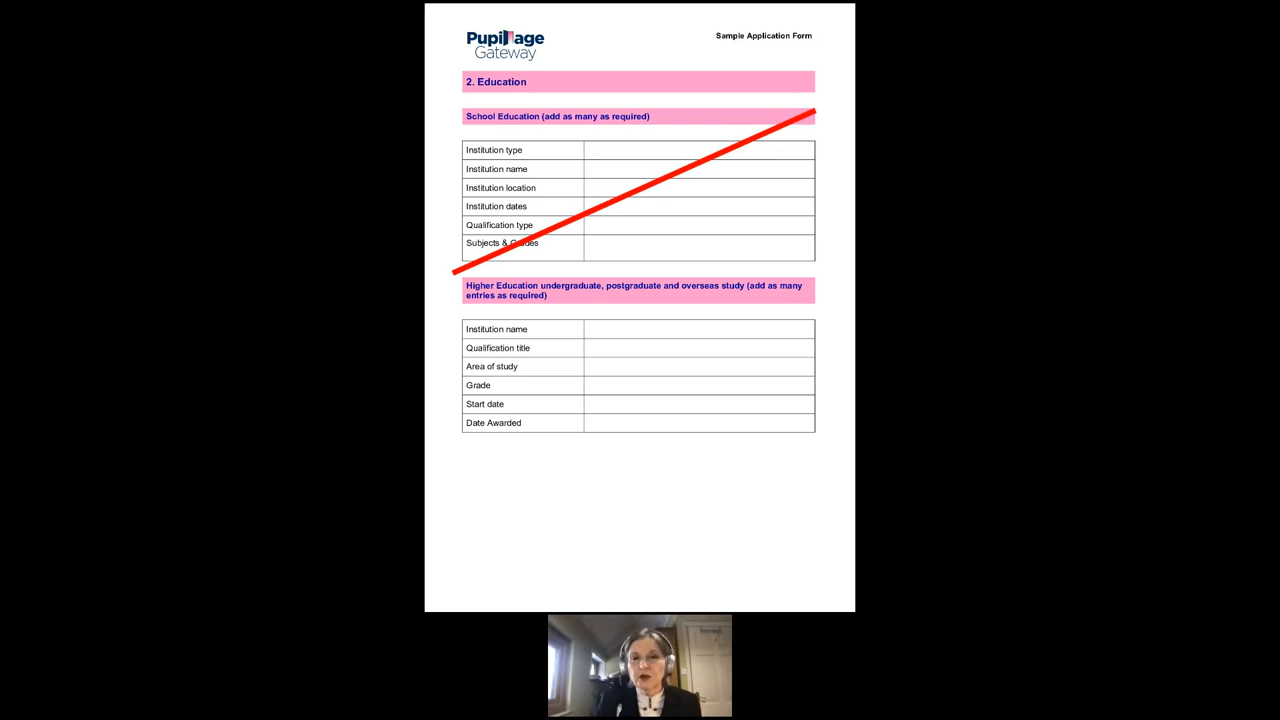 Pupillage
Gateway
Sample Application Form
2. Education
School Education (add as many as required)
Institution type
Institution name
Institution location
Institution dates
Qualification type
Subjects & Grades
Higher Education undergraduate, postgraduate and overseas study (add as many
entries as required)
Institution name
Qualification title
Area of study
Grade
Start date
Date Awarded